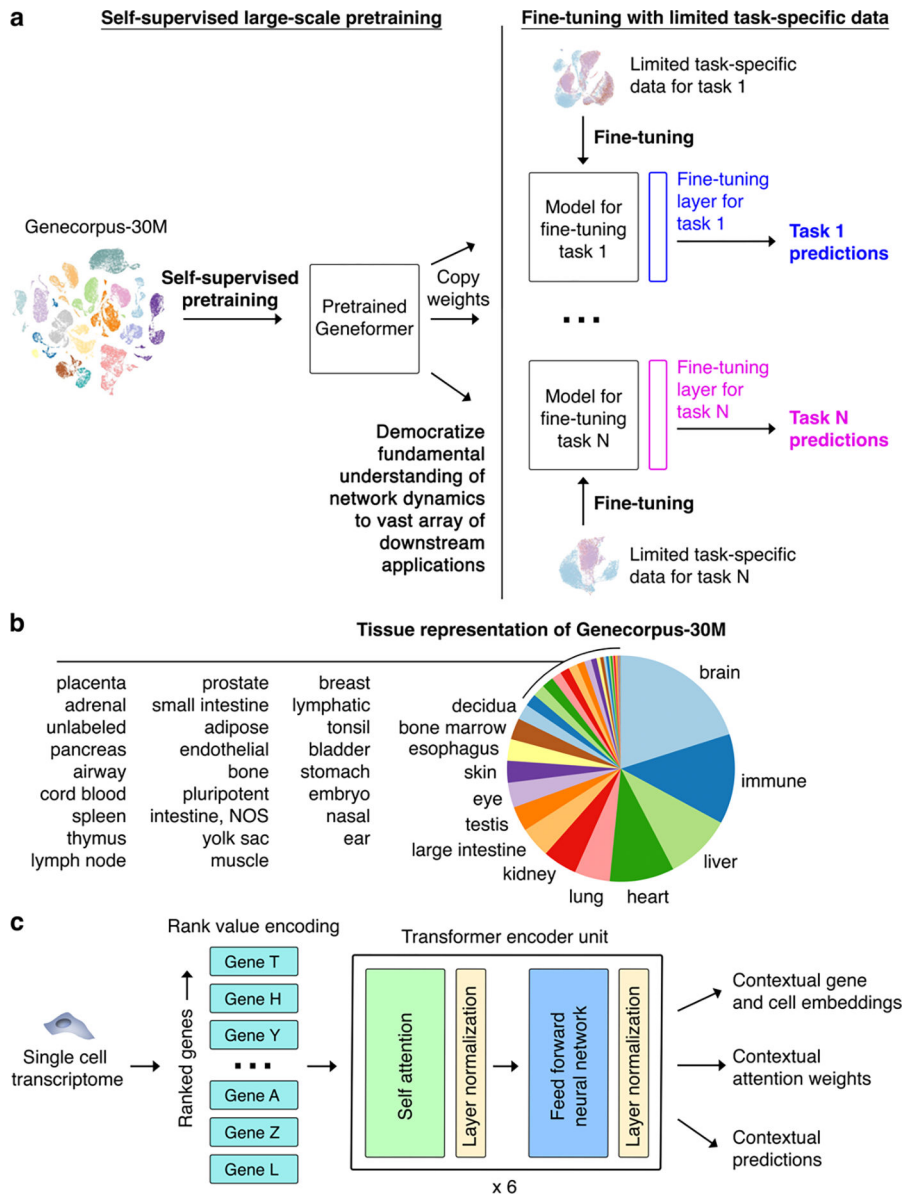 a
Self-supervised large-scale pretraining
Fine-tuning with limited task-specific data
Limited task-specific
data for task 1
Fine-tuning
Genecorpus-30M
Self-supervised
pretraining
Pretrained
Geneformer
Copy
weights
Model for
fine-tuning
task 1
Fine-tuning
layer for
task 1
Task 1
predictions
...
Model for
fine-tuning
task N
Fine-tuning
layer for
task N
Task N
predictions
Democratize
fundamental
understanding of
network dynamics
to vast array of
downstream
applications
Fine-tuning
Limited task-specific
data for task N
b
Tissue representation of Genecorpus-30M
placenta
adrenal
unlabeled
pancreas
airway
cord blood
spleen
thymus
lymph node
prostate
small intestine
adipose
endothelial
bone
pluripotent
intestine, NOS
yolk sac
muscle
breast
lymphatic
tonsil
bladder
stomach
embryo
nasal
ear
decidua
bone marrow
esophagus
skin
eye
testis
large intestine
kidney
lung
heart
liver
immune
brain
c
Single cell
transcriptome
Rank value encoding
Ranked genes
Gene T
Gene H
Gene Y
...
Gene A
Gene Z
Gene L
Transformer encoder unit
Self attention
Layer normalization
Feed forward
neural network
Layer normalization
x 6
Contextual gene
and cell embeddings
Contextual
attention weights
Contextual
predictions